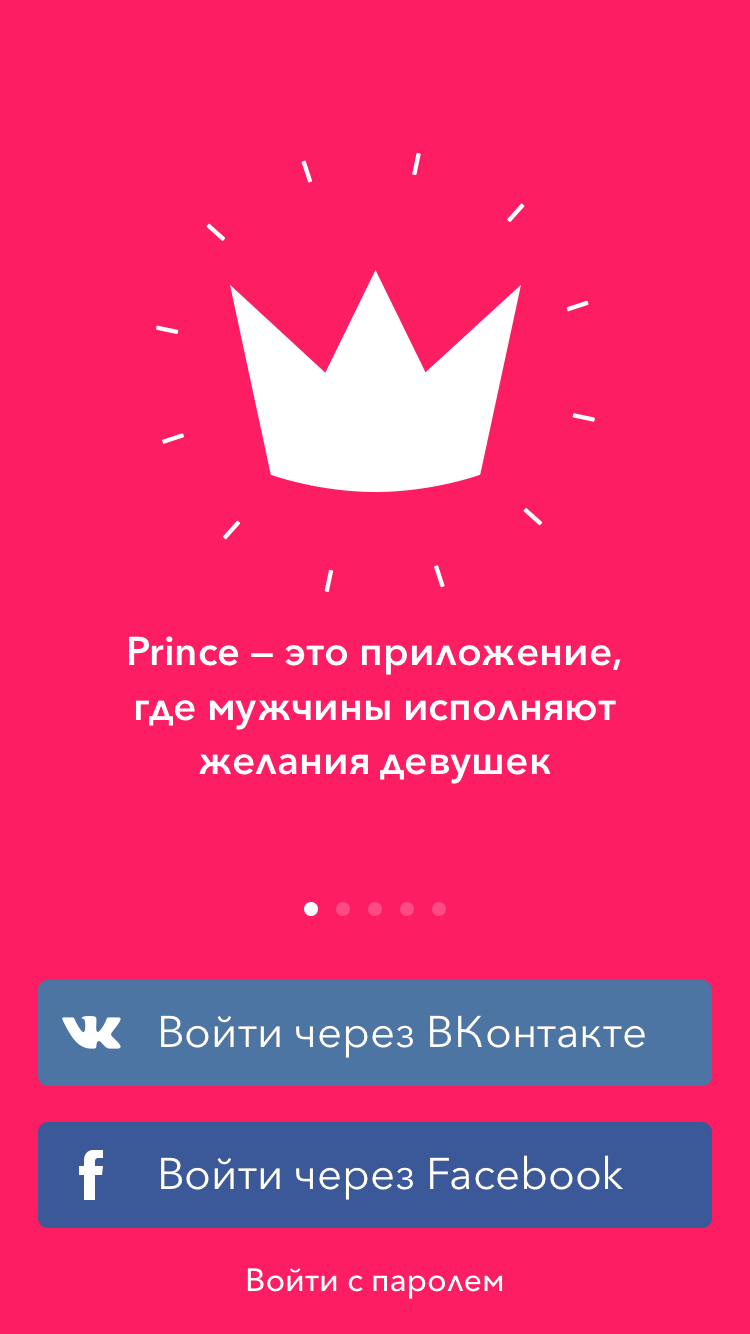 Prince – это приложение,
где мужчины исполняют
желания девушек
Войти через ВКонтакте
Войти через Facebook
Войти с паролем